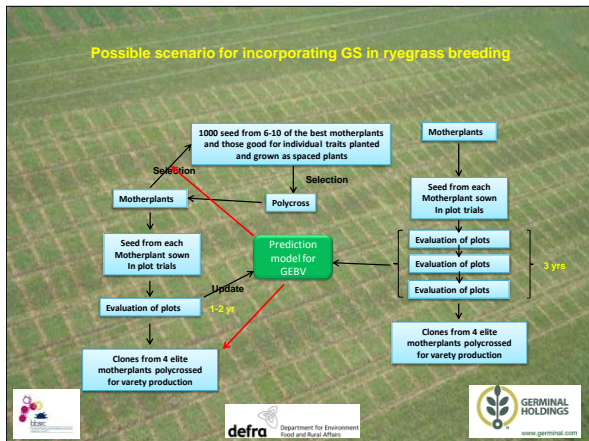 Possible scenario for incorporating GS in ryegrass breeding
1000 seed from 6-10 of the best motherplants
and those good for individual traits planted
and grown as spaced plants
Motherplants
Selection
Selection
Motherplants
Polycross
Seed from each
Motherplant sown
In plot trials
Seed from each
Motherplant sown
In plot trials
Prediction
model for
GEBV
Evaluation of plots
Evaluation of plots
Evaluation of plots
3 yrs
Update
Evaluation of plots
1-2 yr
Clones from 4 elite
motherplants polycrossed
for varety production
Clones from 4 elite
motherplants polycrossed
for varety production
bbsrc
defra
Department for Environment
Food and Rural Affairs
GERMINAL
HOLDINGS
www.germinal.com